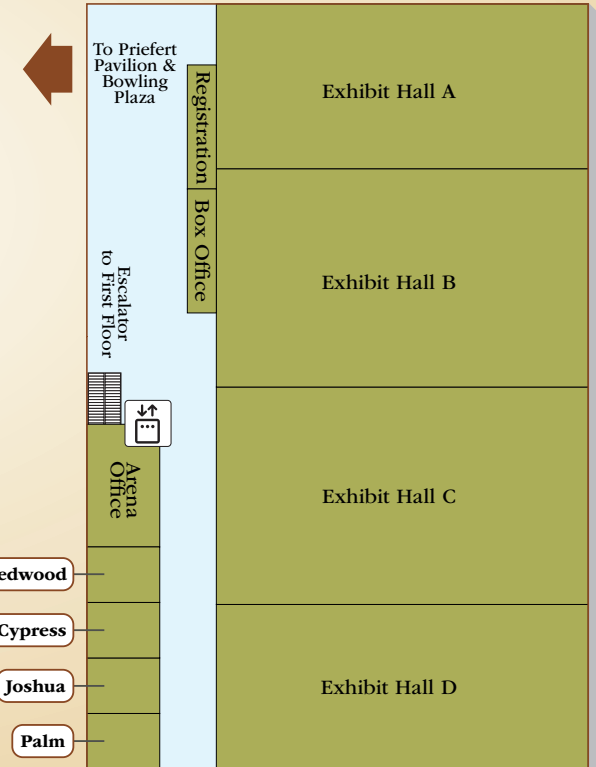 To Priefert
Pavilion &
Bowling
Plaza
Registration
Exhibit Hall A
Box Office
Exhibit Hall B
Escalator
to First Floor
Arena
Office
Exhibit Hall C
edwood
Cypress
Joshua
Exhibit Hall D
Palm